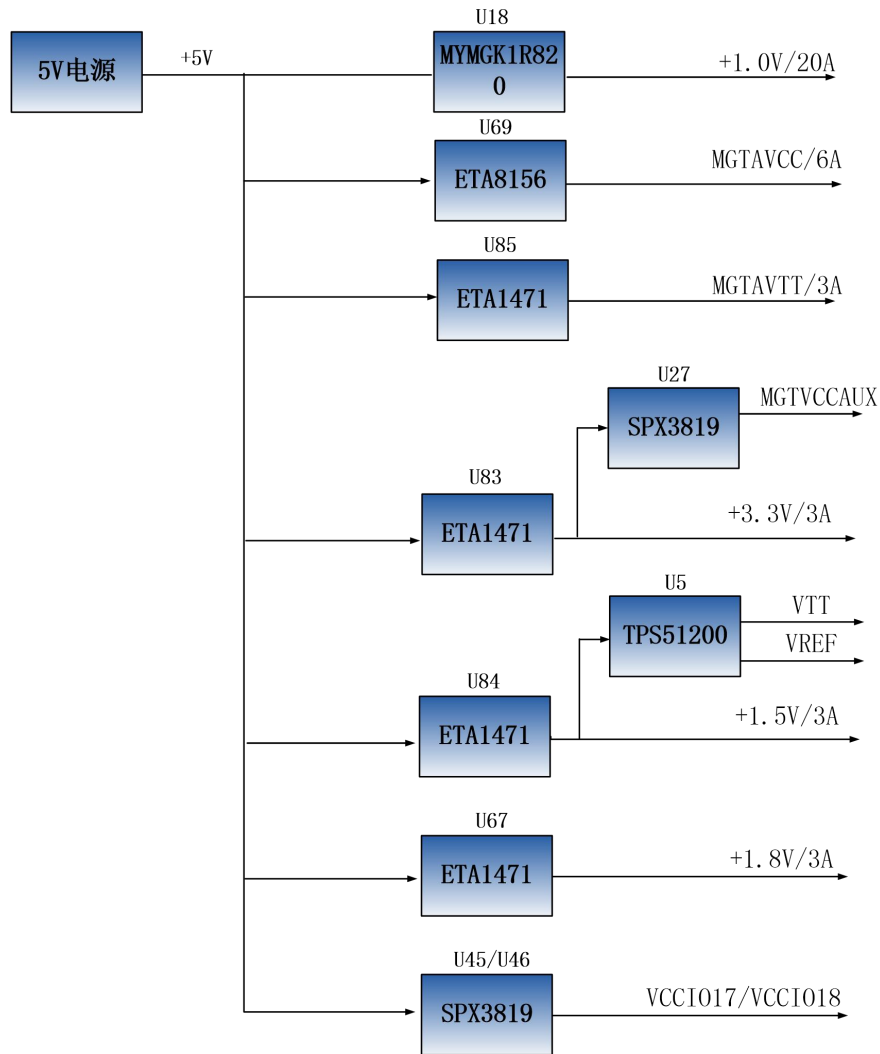 U18
5V电源
+5V
MYMGK1R82
0
+1.0V/20A
U69
ETA8156
MGTAVCC/6A
U85
ETA1471
MGTAVTT/3A
U27
SPX3819
MGTVCCAUX
U83
ETA1471
+3.3V/3A
U5
TPS51200
VTT
VREF
U84
ETA1471
+1.5V/3A
U67
ETA1471
+1.8V/3A
U45/U46
SPX3819
VCCIO17/VCCIO18